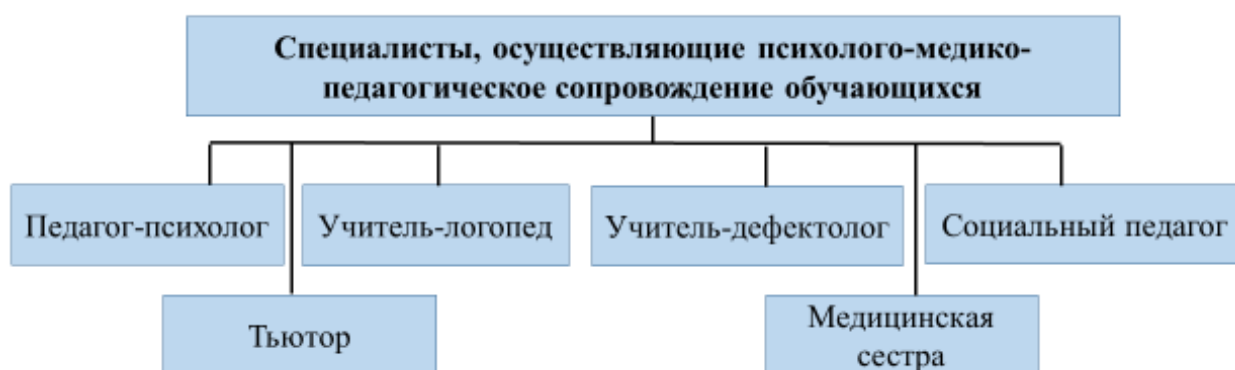 Специалисты, осуществляющие психолого-медико-
педагогическое сопровождение обучающихся
Педагог-психолог
Учитель-логопед
Учитель-дефектолог
Социальный педагог
Тьютор
Медицинская
сестра